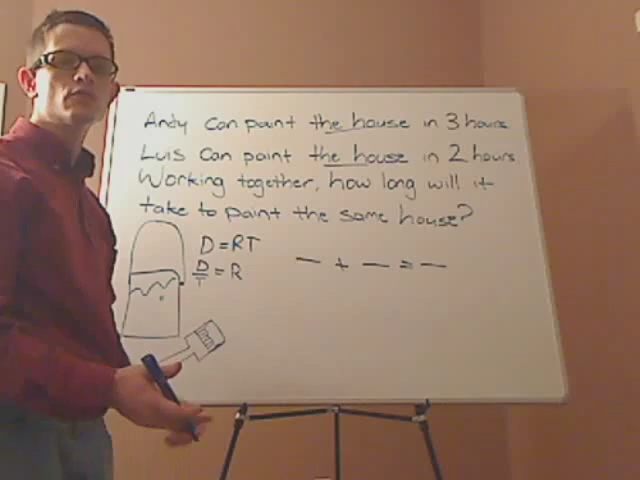 Andy can paint the house in 3 hours
Luis can paint the house in 2 hours
Working together, how long will it
take to paint the same house?
D = RT
D/T = R
— + — = —